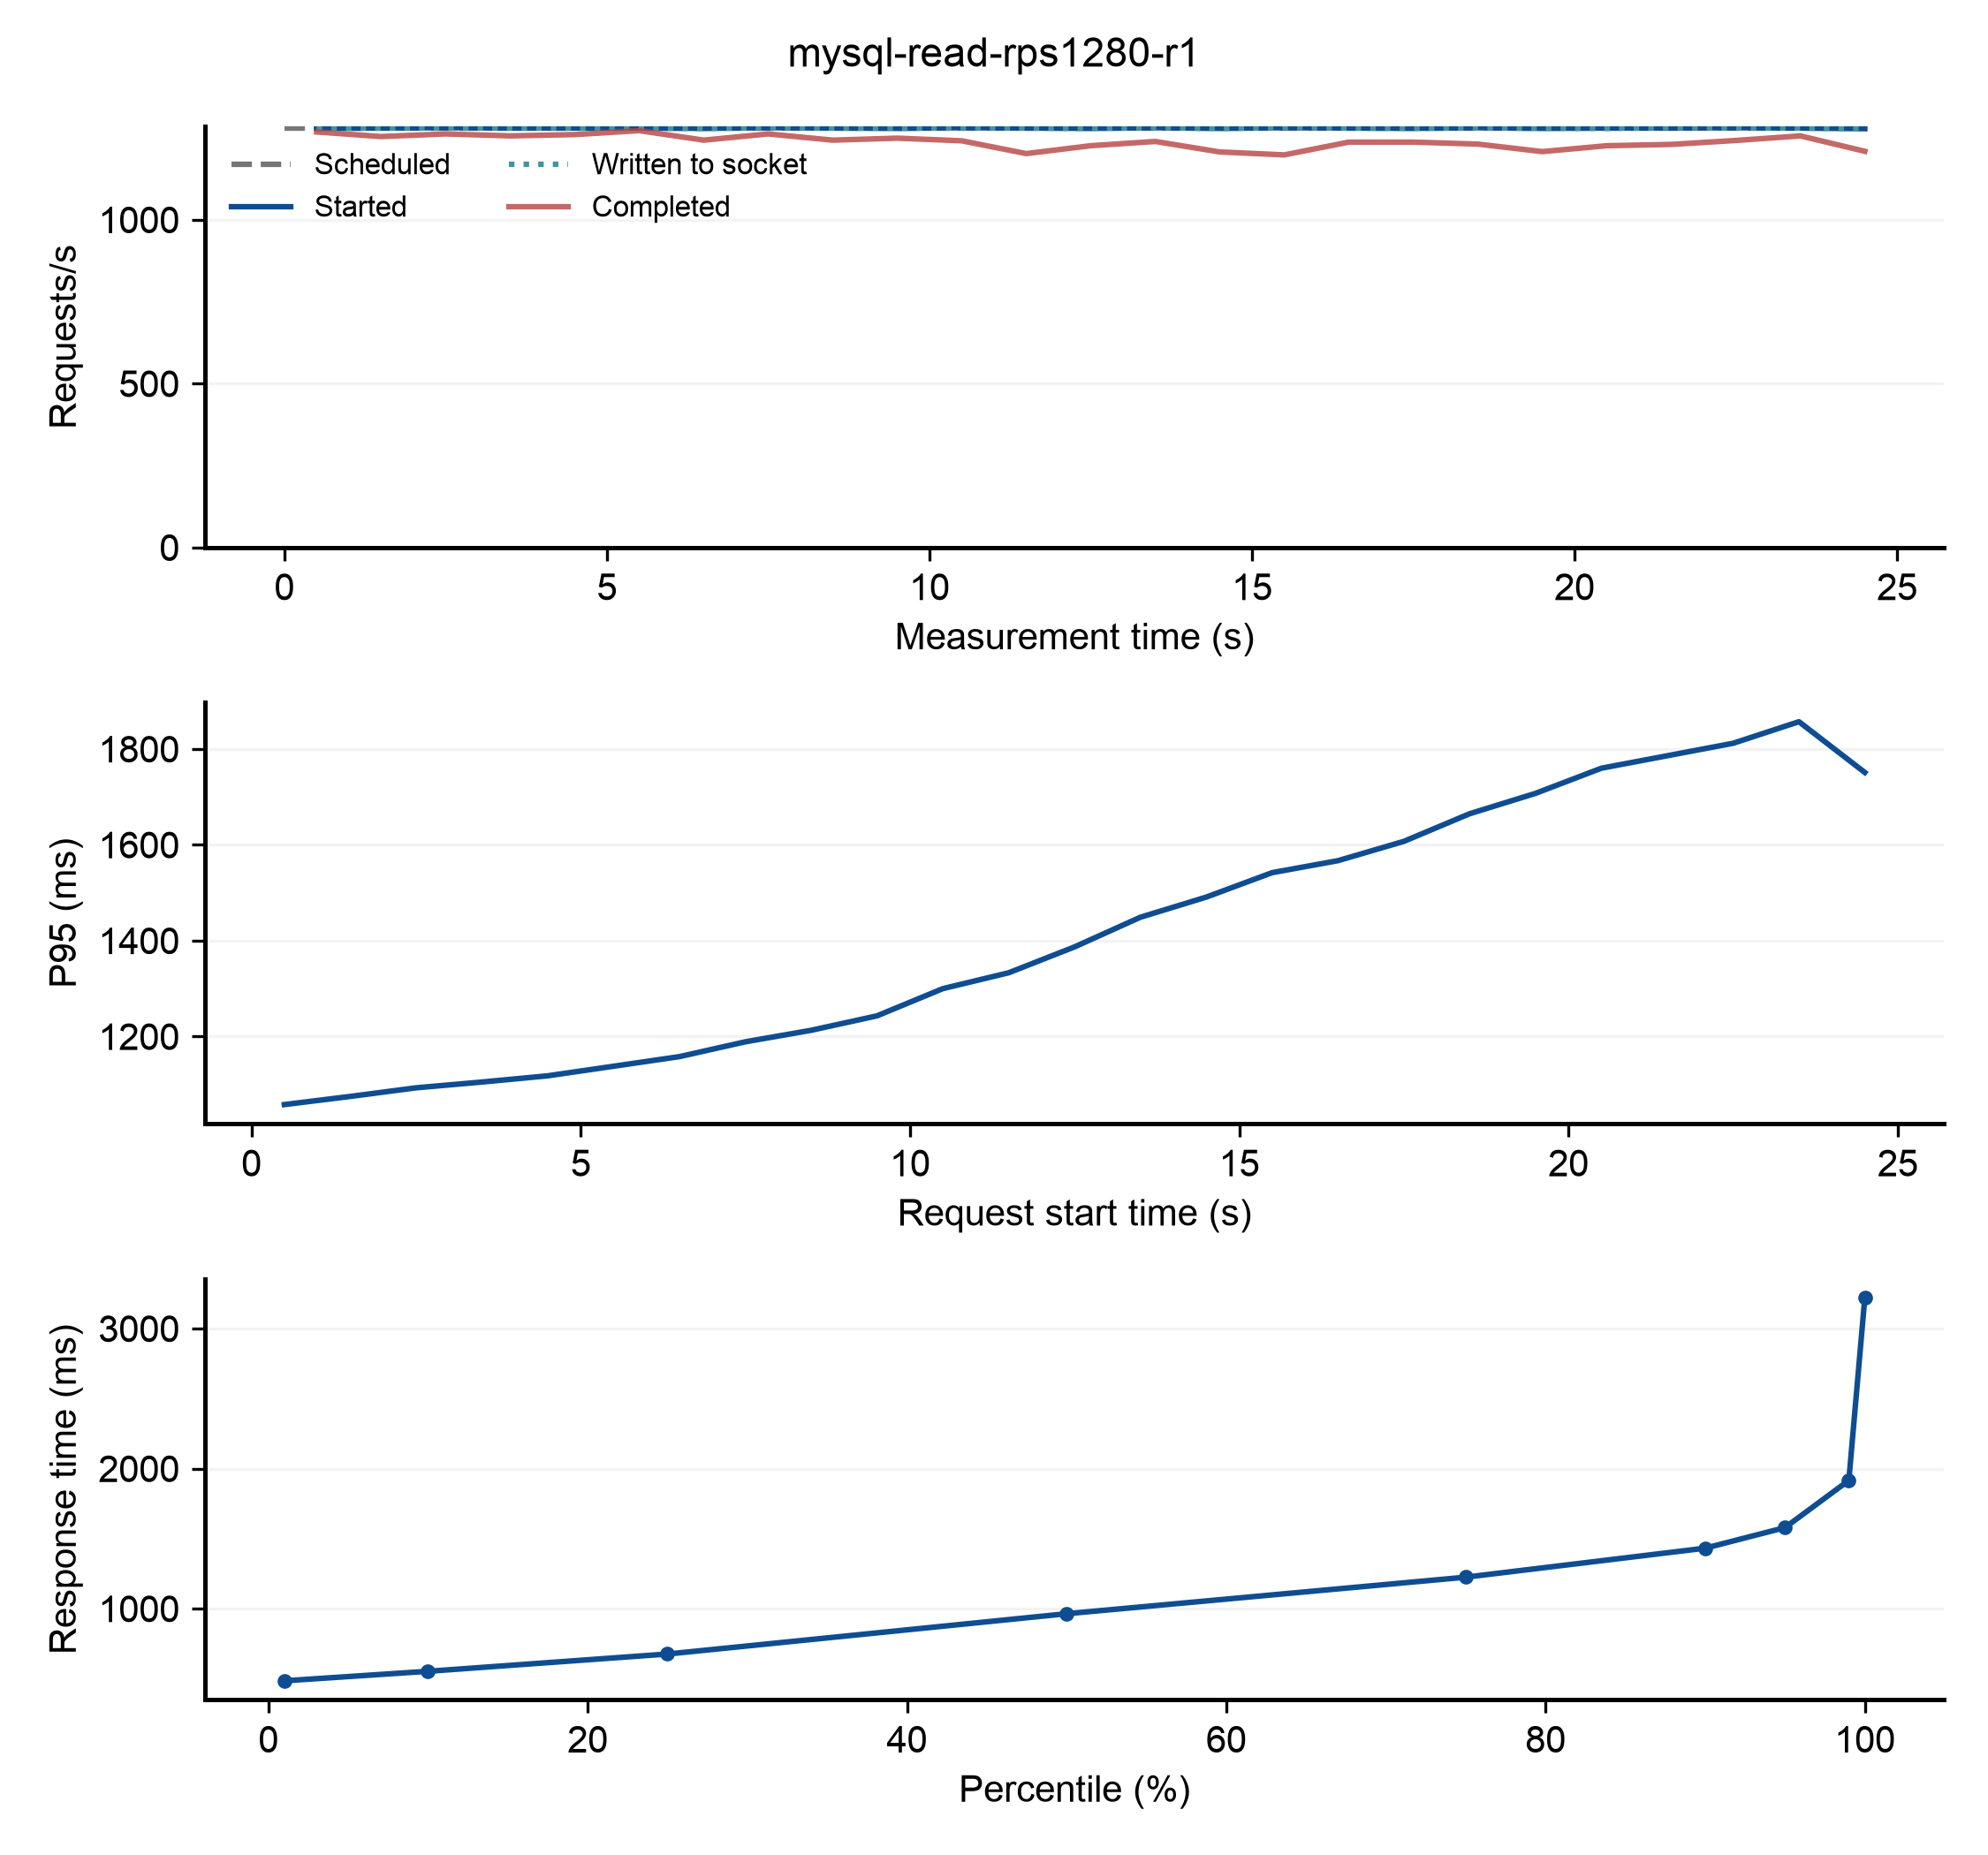 mysql-read-rps1280-r1
Requests/s
1000
500
0
Scheduled
Started
Written to socket
Completed
0 5 10 15 20 25
Measurement time (s)
P95 (ms)
1800
1600
1400
1200
0 5 10 15 20 25
Request start time (s)
Response time (ms)
3000
2000
1000
0 20 40 60 80 100
Percentile (%)